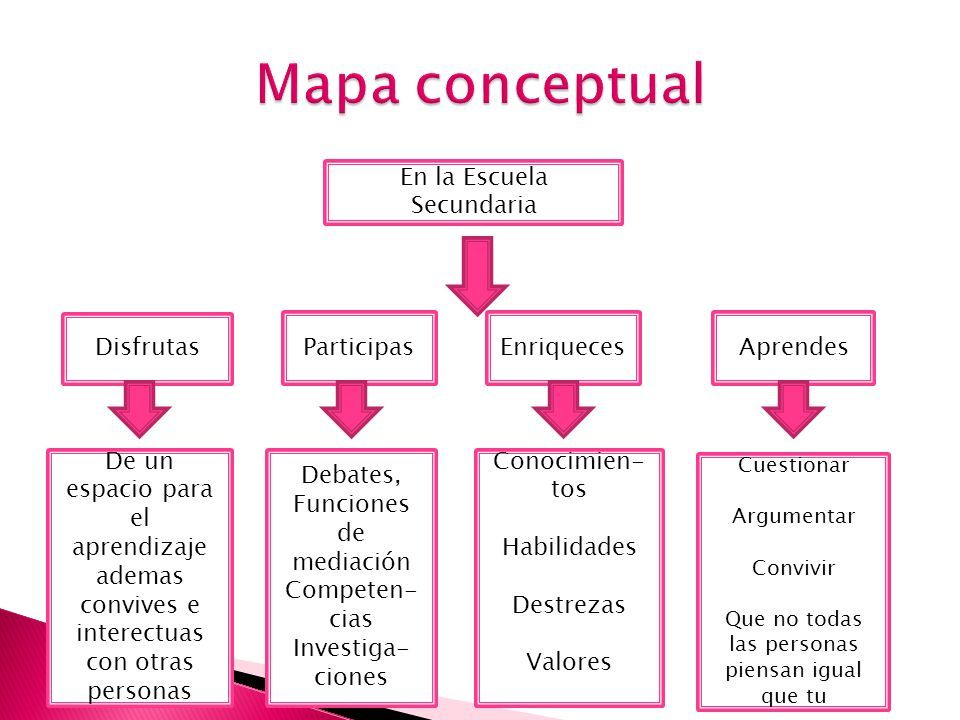 Mapa conceptual
En la Escuela
Secundaria
Disfrutas
Participas
Enriqueces
Aprendes
De un
espacio para
el
aprendizaje
ademas
convives e
interectuas
con otras
personas
Debates,
Funciones
de
mediación
Competen-
cias
Investiga-
ciones
Conocimien-
tos
Habilidades
Destrezas
Valores
Cuestionar
Argumentar
Convivir
Que no todas
las personas
piensan igual
que tu